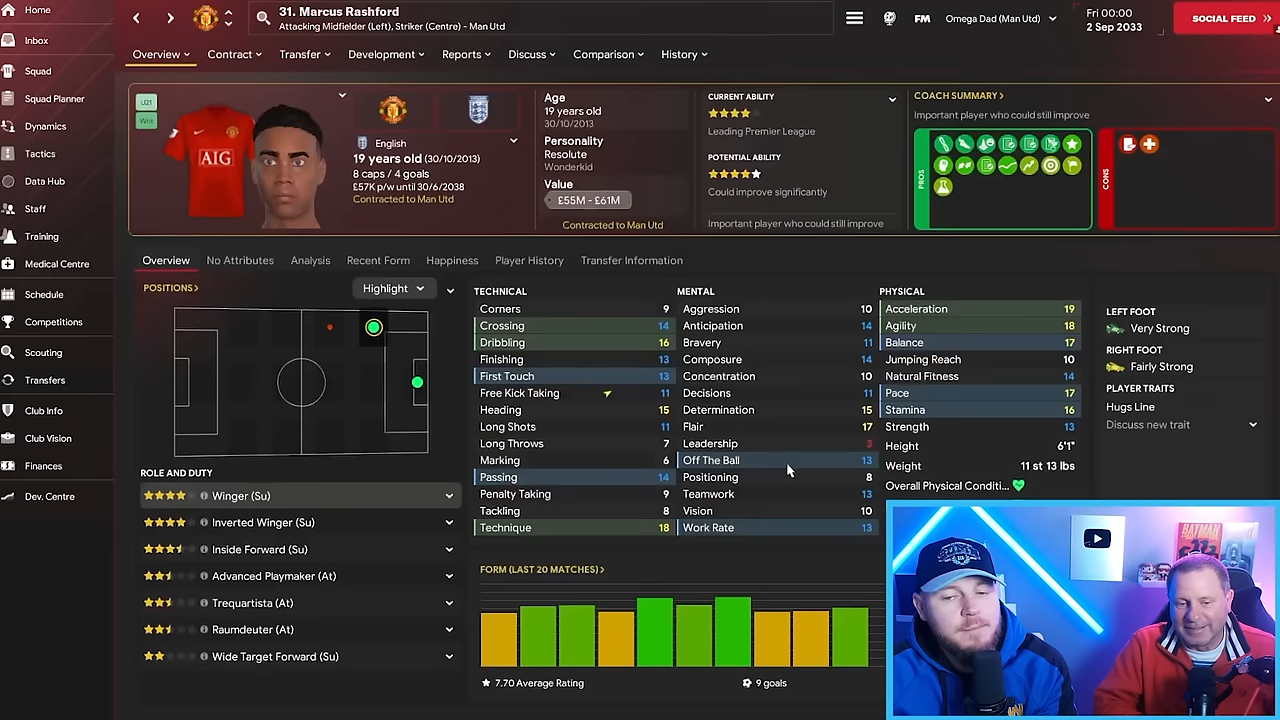 Home
Inbox
Squad
Squad Planner
Dynamics
Tactics
Data Hub
Staff
Training
Medical Centre
Schedule
Competitions
Scouting
Transfers
Club Info
Club Vision
Finances
Dev. Centre
31. Marcus Rashford
Attacking Midfielder (Left), Striker (Centre) - Man Utd
FM
Omega Dad (Man Utd)
Fri 00:00
2 Sep 2033
SOCIAL FEED
Overview
Contract
Transfer
Development
Reports
Discuss
Comparison
History
U21
Wnt
AIG
English
19 years old (30/10/2013)
8 caps / 4 goals
£57K p/w until 30/6/2038
Contracted to Man Utd
Age
19 years old
30/10/2013
Personality
Resolute
Wonderkid
Value
£55M - £61M
Contracted to Man Utd
CURRENT ABILITY
Leading Premier League
POTENTIAL ABILITY
Could improve significantly
Important player who could still improve
COACH SUMMARY
Important player who could still improve
PROS
CONS
Overview
No Attributes
Analysis
Recent Form
Happiness
Player History
Transfer Information
POSITIONS
Highlight
ROLE AND DUTY
Winger (Su)
Inverted Winger (Su)
Inside Forward (Su)
Advanced Playmaker (At)
Trequartista (At)
Raumdeuter (At)
Wide Target Forward (Su)
TECHNICAL
Corners 9
Crossing 14
Dribbling 16
Finishing 13
First Touch 13
Free Kick Taking 11
Heading 15
Long Shots 11
Long Throws 7
Marking 6
Passing 14
Penalty Taking 9
Tackling 8
Technique 18
MENTAL
Aggression 10
Anticipation 14
Bravery 11
Composure 14
Concentration 10
Decisions 11
Determination 15
Flair 17
Leadership 3
Off The Ball 13
Positioning 8
Teamwork 13
Vision 10
Work Rate 13
PHYSICAL
Acceleration 19
Agility 18
Balance 17
Jumping Reach 10
Natural Fitness 14
Pace 17
Stamina 16
Strength 13
Height 6'1"
Weight 11 st 13 lbs
Overall Physical Conditi...
LEFT FOOT
Very Strong
RIGHT FOOT
Fairly Strong
PLAYER TRAITS
Hugs Line
Discuss new trait
FORM (LAST 20 MATCHES)
7.70 Average Rating
9 goals
BATMAN